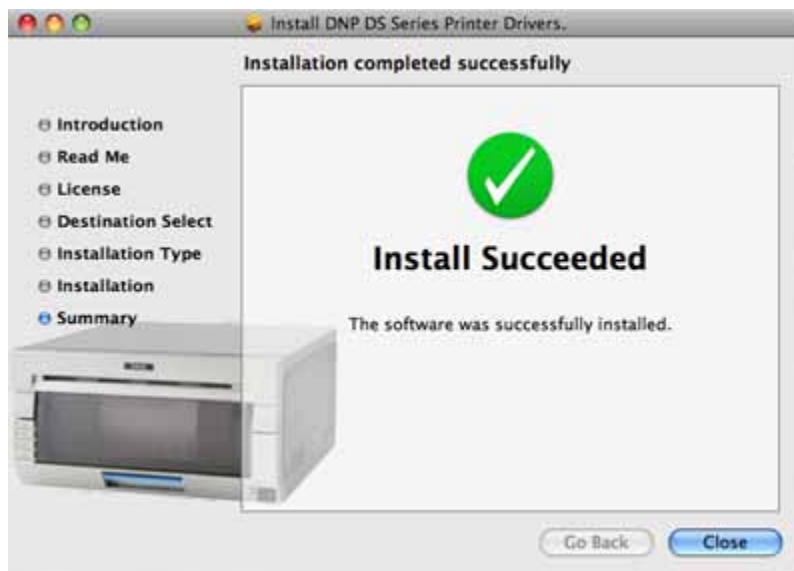 Install DNP DS Series Printer Drivers.
Installation completed successfully
Introduction
Read Me
License
Destination Select
Installation Type
Installation
Summary
Install Succeeded
The software was successfully installed.
Go Back
Close